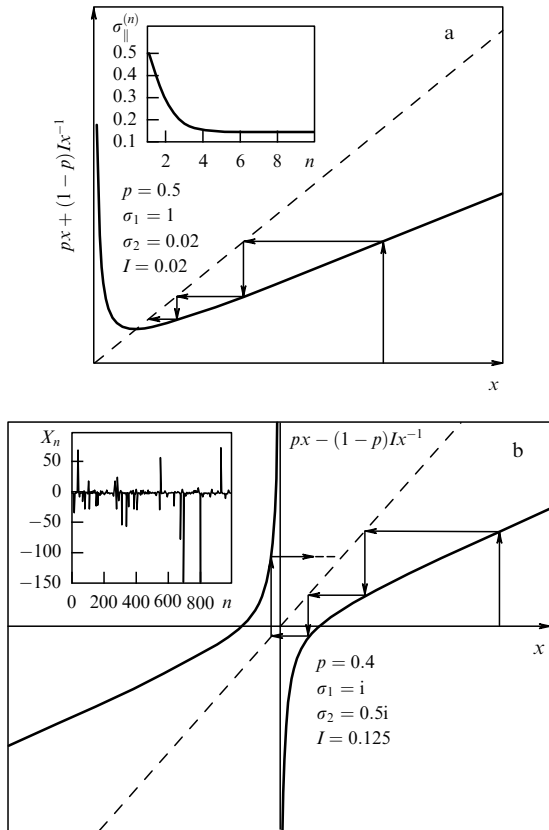 a
σ∥⁽ⁿ⁾
0.5
0.4
0.3
0.2
0.1
2 4 6 8 n
px + (1 − p)Ix⁻¹
p = 0.5
σ₁ = 1
σ₂ = 0.02
I = 0.02
x
b
px − (1 − p)Ix⁻¹
Xₙ
50
0
−50
−100
−150
0 200 400 600 800 n
x
p = 0.4
σ₁ = i
σ₂ = 0.5i
I = 0.125